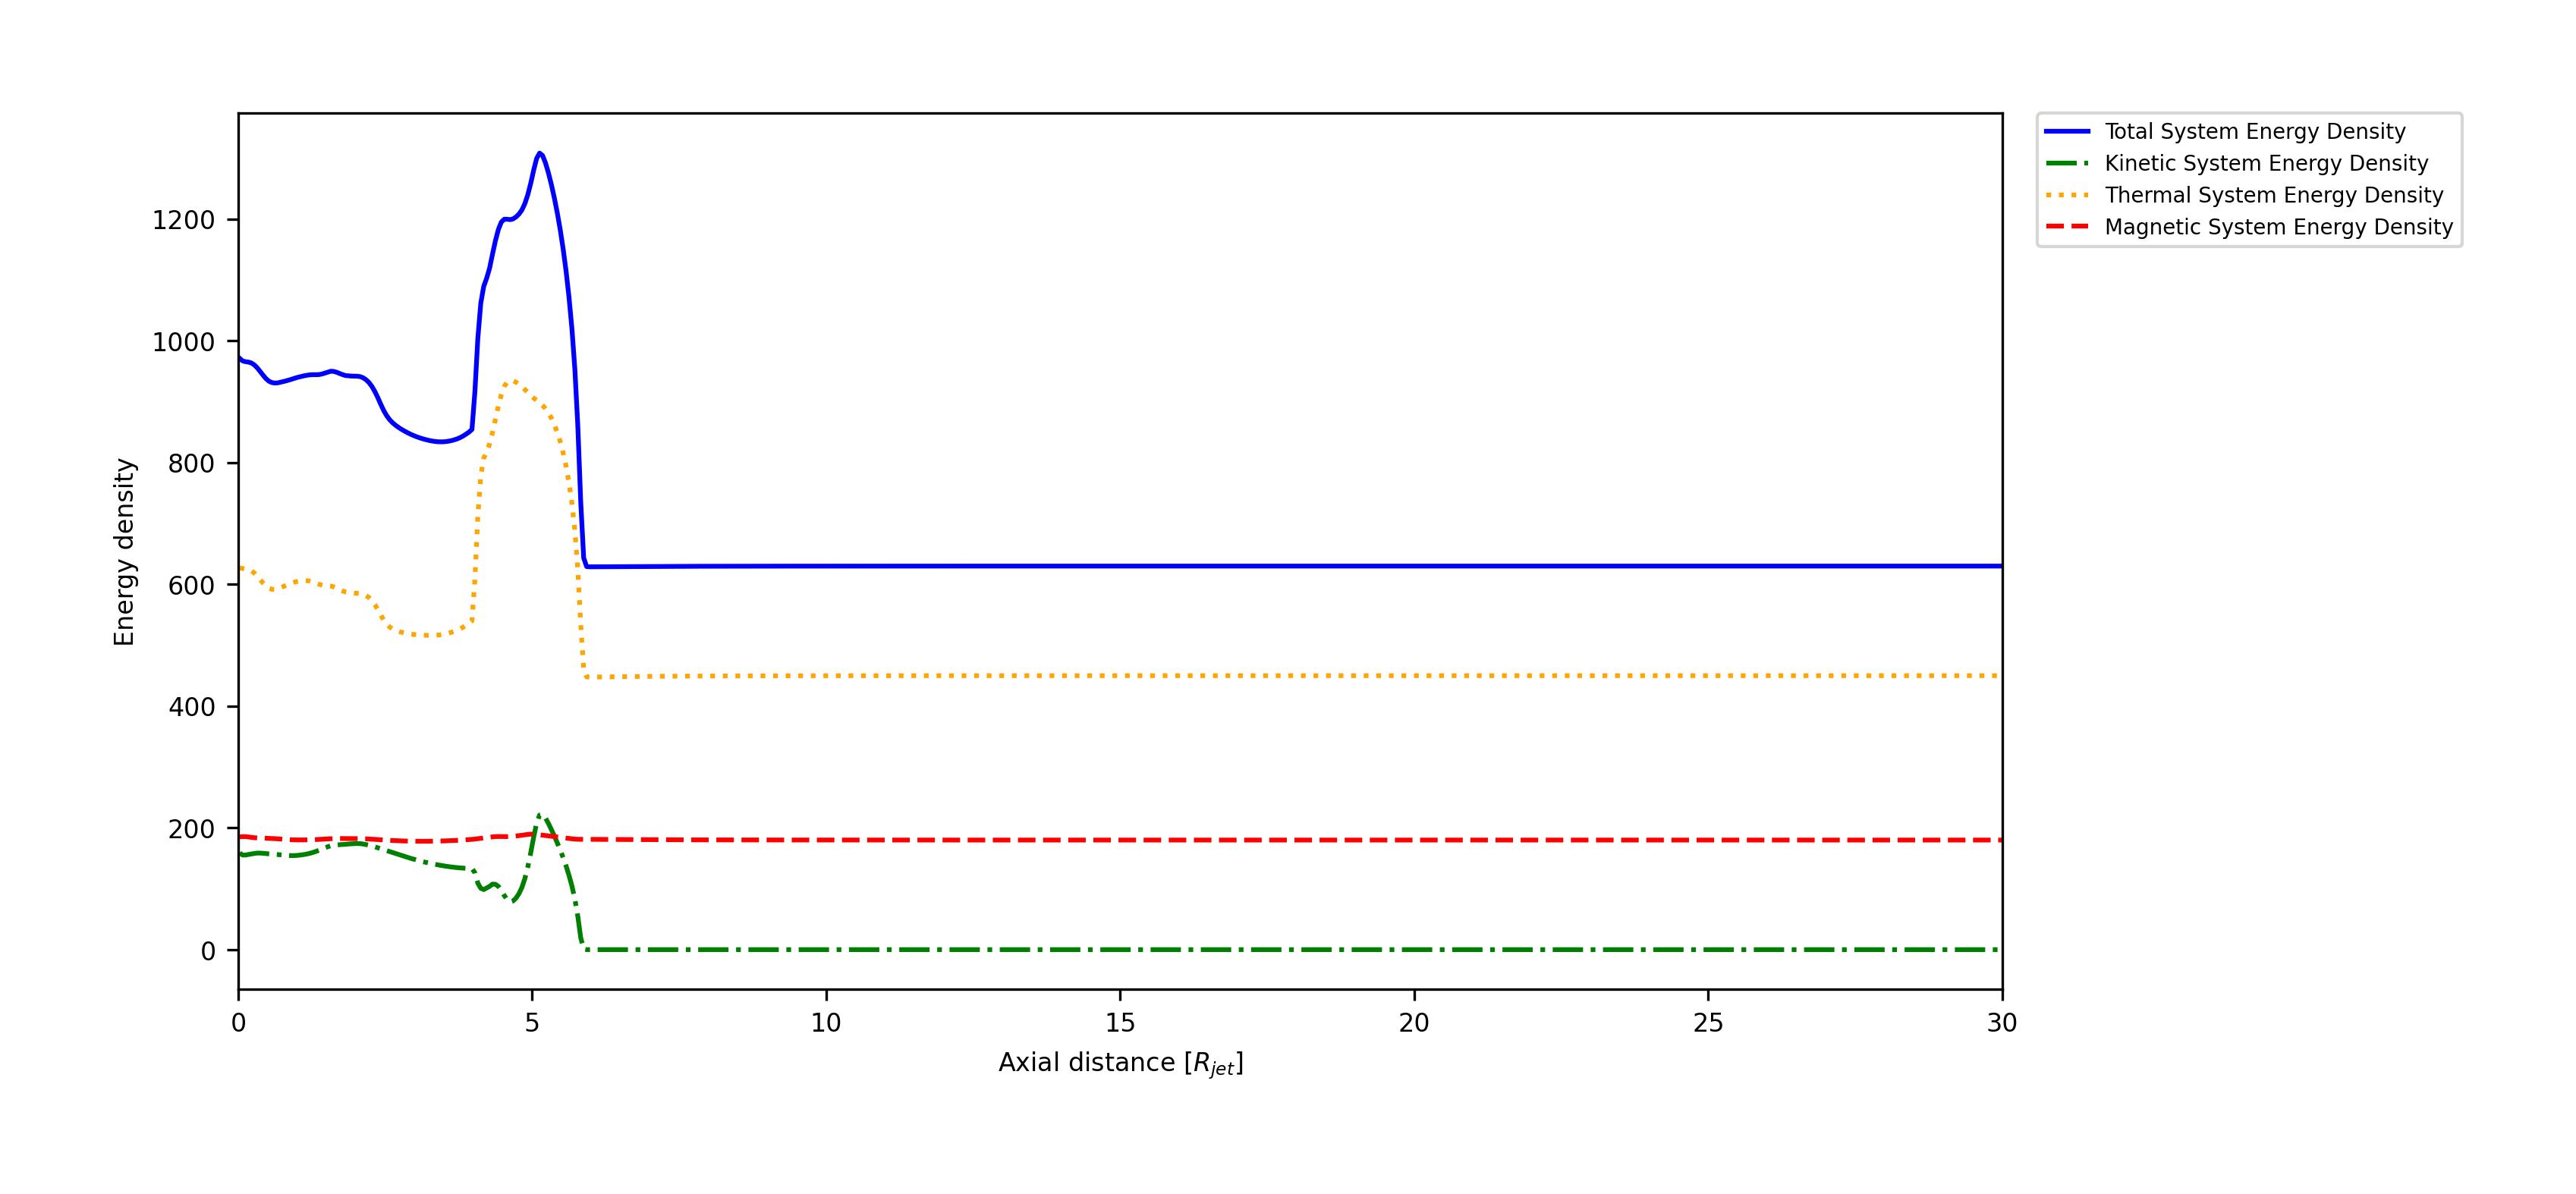 Total System Energy Density
Kinetic System Energy Density
Thermal System Energy Density
Magnetic System Energy Density
1200
1000
800
600
400
200
0
Energy density
0 5 10 15 20 25 30
Axial distance [R_jet]